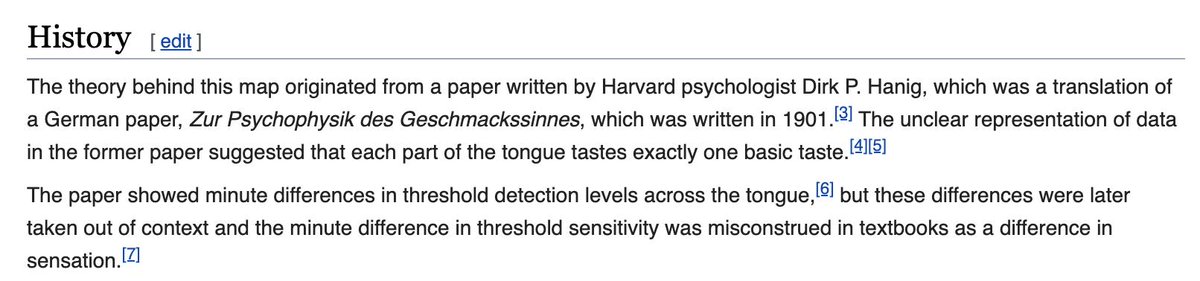 History [ edit ]
The theory behind this map originated from a paper written by Harvard psychologist Dirk P. Hanig, which was a translation of
a German paper, Zur Psychophysik des Geschmackssinnes, which was written in 1901.[3] The unclear representation of data
in the former paper suggested that each part of the tongue tastes exactly one basic taste.[4][5]
The paper showed minute differences in threshold detection levels across the tongue,[6] but these differences were later
taken out of context and the minute difference in threshold sensitivity was misconstrued in textbooks as a difference in
sensation.[7]